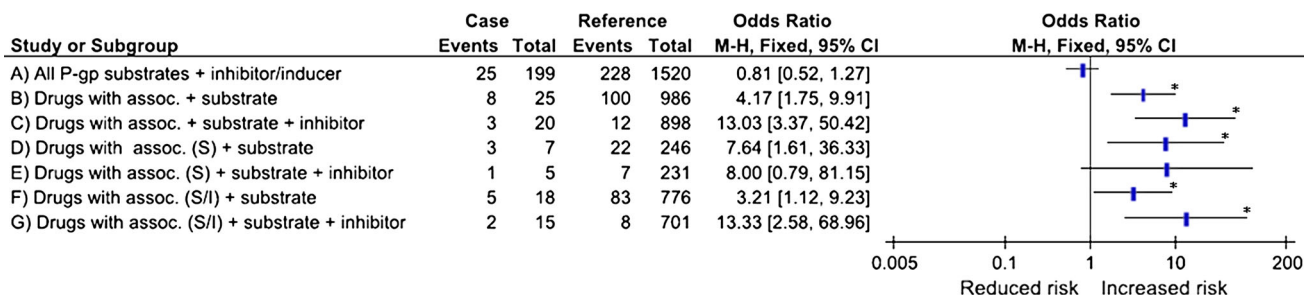 Case Reference Odds Ratio Odds Ratio
Study or Subgroup Events Total Events Total M-H, Fixed, 95% CI M-H, Fixed, 95% CI
A) All P-gp substrates + inhibitor/inducer 25 199 228 1520 0.81 [0.52, 1.27]
B) Drugs with assoc. + substrate 8 25 100 986 4.17 [1.75, 9.91] *
C) Drugs with assoc. + substrate + inhibitor 3 20 12 898 13.03 [3.37, 50.42] *
D) Drugs with assoc. (S) + substrate 3 7 22 246 7.64 [1.61, 36.33] *
E) Drugs with assoc. (S) + substrate + inhibitor 1 5 7 231 8.00 [0.79, 81.15]
F) Drugs with assoc. (S/I) + substrate 5 18 83 776 3.21 [1.12, 9.23] *
G) Drugs with assoc. (S/I) + substrate + inhibitor 2 15 8 701 13.33 [2.58, 68.96] *
0.005 0.1 1 10 200
Reduced risk Increased risk